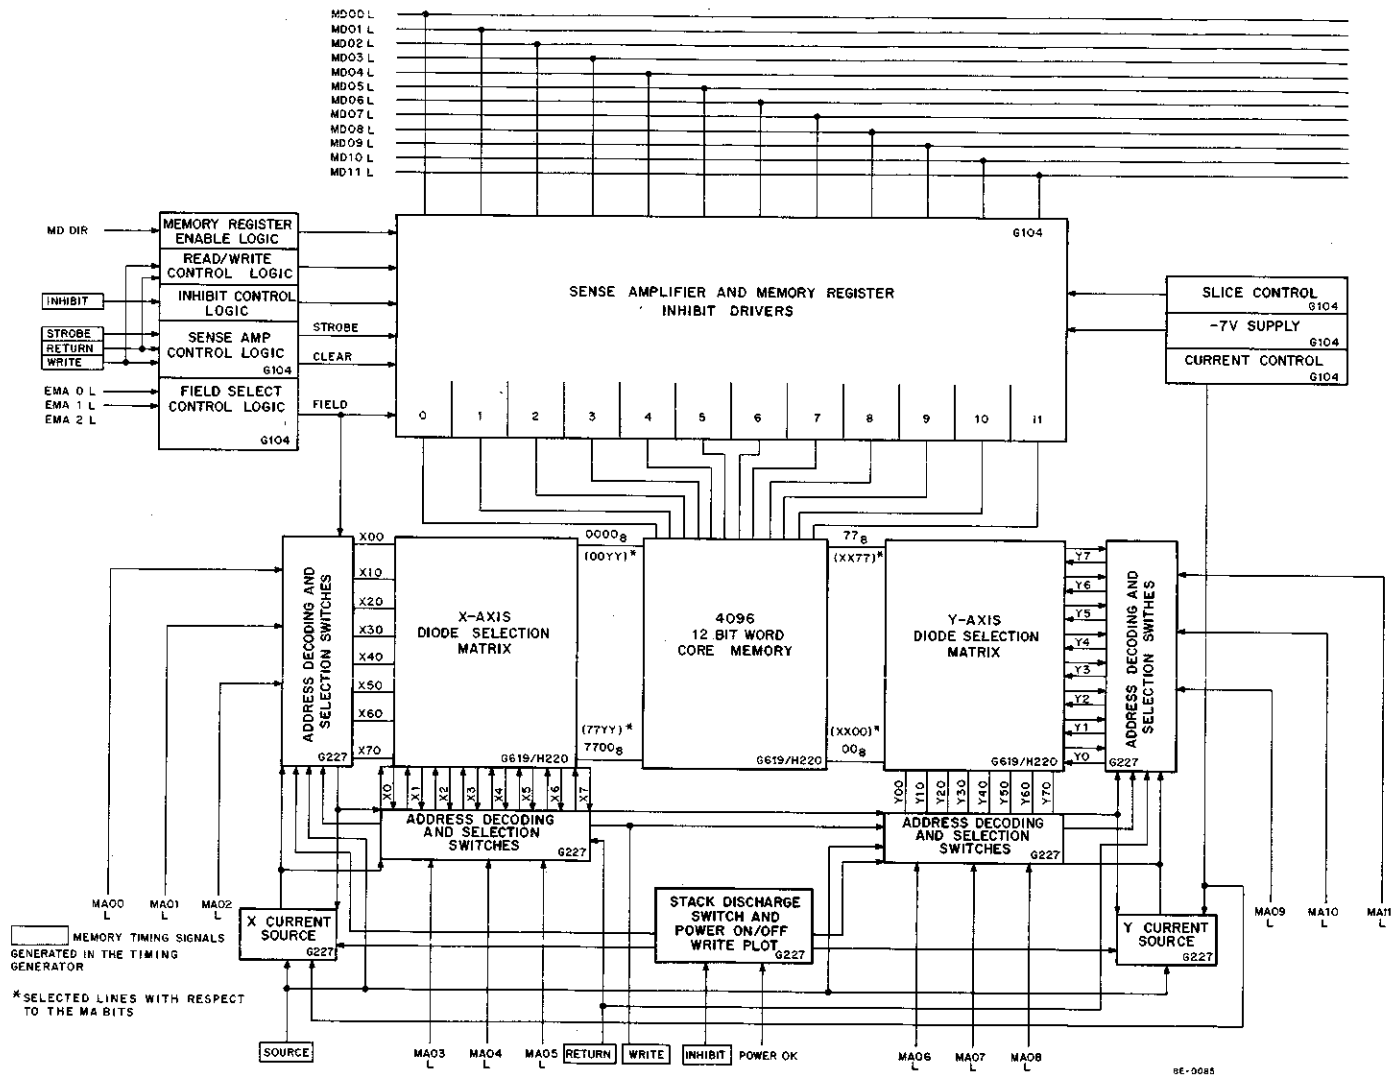 MD00 L
MD01 L
MD02 L
MD03 L
MD04 L
MD05 L
MD06 L
MD07 L
MD08 L
MD09 L
MD10 L
MD11 L
MD DIR
MEMORY REGISTER
ENABLE LOGIC
READ/WRITE
CONTROL LOGIC
INHIBIT
INHIBIT CONTROL
LOGIC
STROBE
RETURN
WRITE
SENSE AMP
CONTROL LOGIC
G104
STROBE
CLEAR
EMA 0 L
EMA 1 L
EMA 2 L
FIELD SELECT
CONTROL LOGIC
G104
FIELD
G104
SENSE AMPLIFIER AND MEMORY REGISTER
INHIBIT DRIVERS
0 1 2 3 4 5 6 7 8 9 10 11
SLICE CONTROL
G104
-7V SUPPLY
G104
CURRENT CONTROL
G104
ADDRESS DECODING AND
SELECTION SWITCHES
G227
X00
X10
X20
X30
X40
X50
X60
X70
X-AXIS
DIODE SELECTION
MATRIX
G619/H220
0000₈
(00YY)*
(77YY)*
7700₈
4096
12 BIT WORD
CORE MEMORY
G619/H220
77₈
(XX77)*
(XX00)*
00₈
Y-AXIS
DIODE SELECTION
MATRIX
G619/H220
Y7
Y6
Y5
Y4
Y3
Y2
Y1
Y0
ADDRESS DECODING AND
SELECTION SWITHES
G227
X0 X1 X2 X3 X4 X5 X6 X7
ADDRESS DECODING
AND SELECTION
SWITCHES
G227
Y00 Y10 Y20 Y30 Y40 Y50 Y60 Y70
ADDRESS DECODING
AND SELECTION
SWITCHES
G227
MA00
L
MA01
L
MA02
L
X CURRENT
SOURCE
G227
STACK DISCHARGE
SWITCH AND
POWER ON/OFF
WRITE PLOT
G227
Y CURRENT
SOURCE
G227
MA09
L
MA10
L
MA11
L
MEMORY TIMING SIGNALS
GENERATED IN THE TIMING
GENERATOR
*SELECTED LINES WITH RESPECT
TO THE MA BITS
SOURCE
MA03
L
MA04
L
MA05
L
RETURN
WRITE
INHIBIT
POWER OK
MA06
L
MA07
L
MA08
L
8E-0085